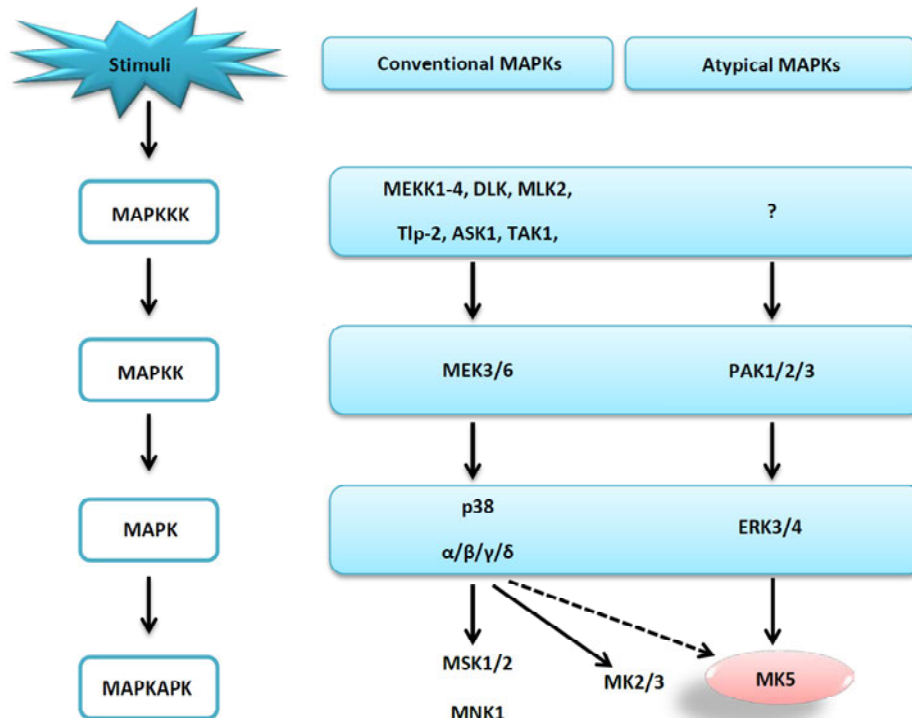 Stimuli
Conventional MAPKs
Atypical MAPKs
MAPKKK
MEKK1-4, DLK, MLK2,
Tlp-2, ASK1, TAK1,
?
MAPKK
MEK3/6
PAK1/2/3
MAPK
p38
α/β/γ/δ
ERK3/4
MAPKAPK
MSK1/2
MNK1
MK2/3
MK5